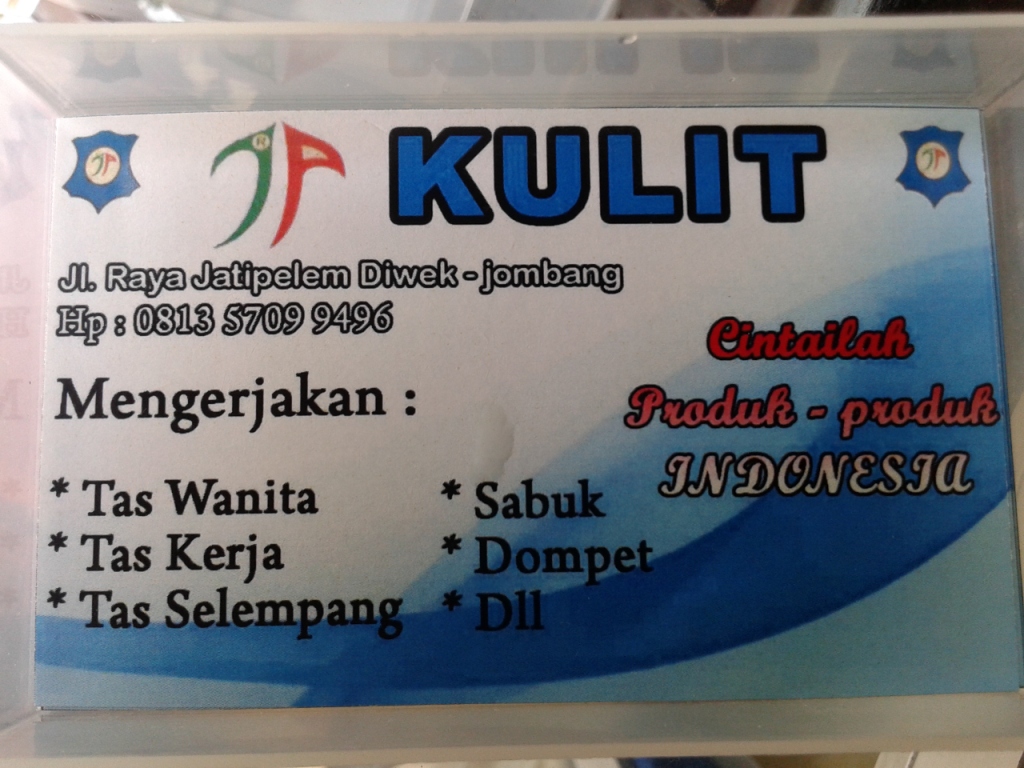 JP ® KULIT
Jl. Raya Jatipelem Diwek - jombang
Hp : 0813 5709 9496
Mengerjakan :
* Tas Wanita
* Tas Kerja
* Tas Selempang
* Sabuk
* Dompet
* Dll
Cintailah
Produk - produk
INDONESIA